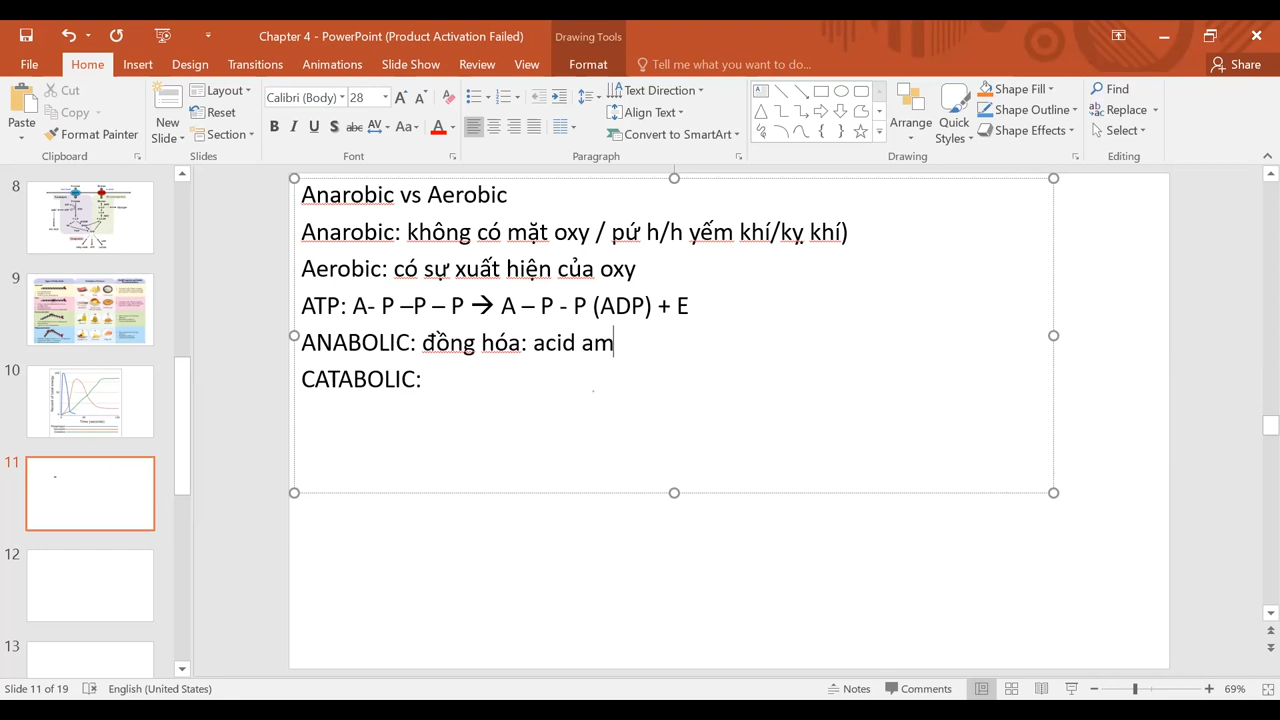 Chapter 4 - PowerPoint (Product Activation Failed)
Drawing Tools
File
Home
Insert
Design
Transitions
Animations
Slide Show
Review
View
Format
Tell me what you want to do...
Share
Paste
Cut
Copy
Format Painter
Clipboard
New Slide
Layout
Reset
Section
Slides
Calibri (Body)
28
B I U S abc AV Aa A
Font
Text Direction
Align Text
Convert to SmartArt
Paragraph
Arrange
Quick Styles
Shape Fill
Shape Outline
Shape Effects
Drawing
Find
Replace
Select
Editing
8
9
10
11
12
13
Anarobic vs Aerobic
Anarobic: không có mặt oxy / pứ h/h yếm khí/kỵ khí)
Aerobic: có sự xuất hiện của oxy
ATP: A- P –P – P → A – P - P (ADP) + E
ANABOLIC: đồng hóa: acid am
CATABOLIC:
Slide 11 of 19
English (United States)
Notes
Comments
69%